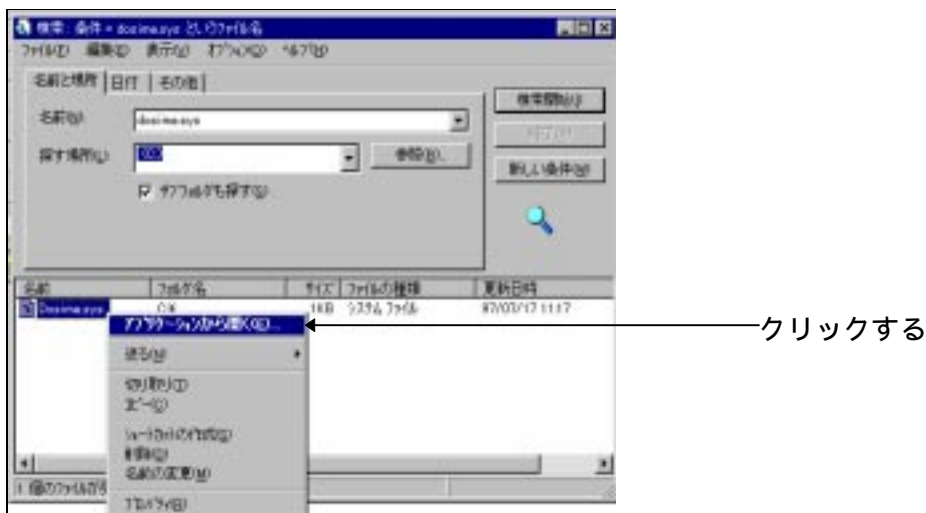 検索: 条件 = dosime.sys というファイル名
ファイル(F) 編集(E) 表示(V) オプション(O) ヘルプ(H)
名前と場所 日付 その他
名前(N): dosime.sys
探す場所(L):
参照(B)...
サブフォルダも探す(S)
検索開始(I)
新しい条件(W)
名前 フォルダ名 サイズ ファイルの種類 更新日時
Dosime.sys C:¥ 1KB システム ファイル 97/03/17 11:17
アプリケーションから開く(E)...
送る(N)
切り取り(T)
コピー(C)
ショートカットの作成(S)
削除(D)
名前の変更(M)
プロパティ(R)
クリックする